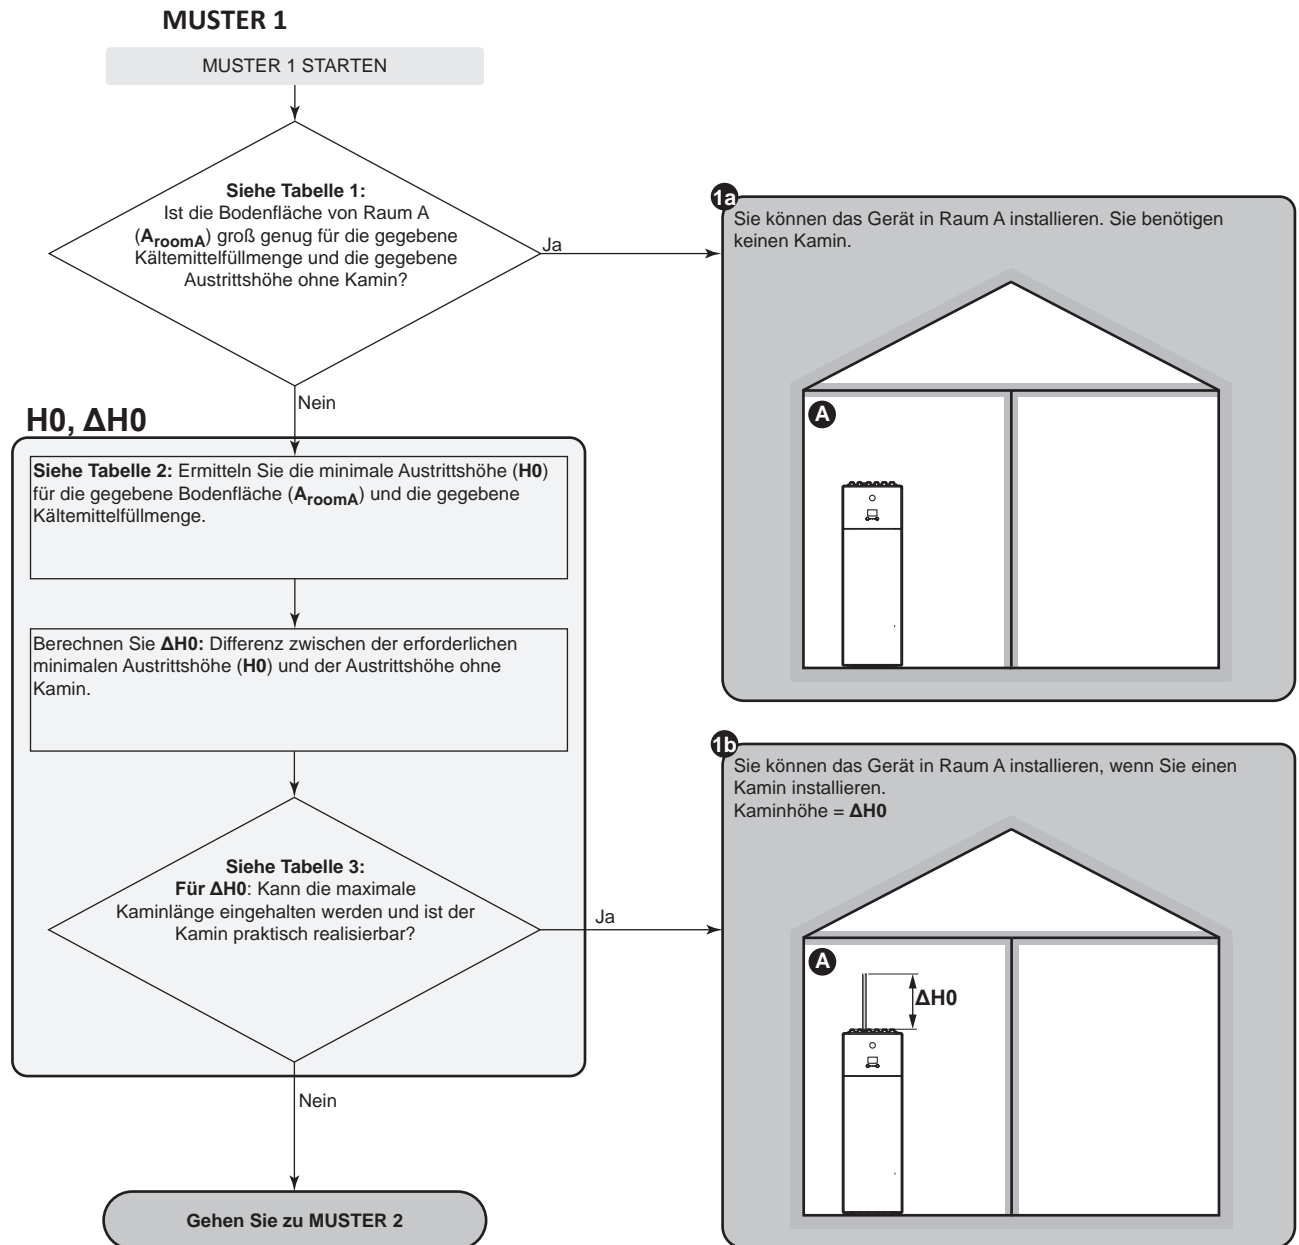 MUSTER 1
MUSTER 1 STARTEN
Siehe Tabelle 1:
Ist die Bodenfläche von Raum A
(AroomA) groß genug für die gegebene
Kältemittelfüllmenge und die gegebene
Austrittshöhe ohne Kamin?
Ja
Nein
1a
Sie können das Gerät in Raum A installieren. Sie benötigen
keinen Kamin.
A
H0, ΔH0
Siehe Tabelle 2: Ermitteln Sie die minimale Austrittshöhe (H0)
für die gegebene Bodenfläche (AroomA) und die gegebene
Kältemittelfüllmenge.
Berechnen Sie ΔH0: Differenz zwischen der erforderlichen
minimalen Austrittshöhe (H0) und der Austrittshöhe ohne
Kamin.
Siehe Tabelle 3:
Für ΔH0: Kann die maximale
Kaminlänge eingehalten werden und ist der
Kamin praktisch realisierbar?
Ja
Nein
1b
Sie können das Gerät in Raum A installieren, wenn Sie einen
Kamin installieren.
Kaminhöhe = ΔH0
A
ΔH0
Gehen Sie zu MUSTER 2